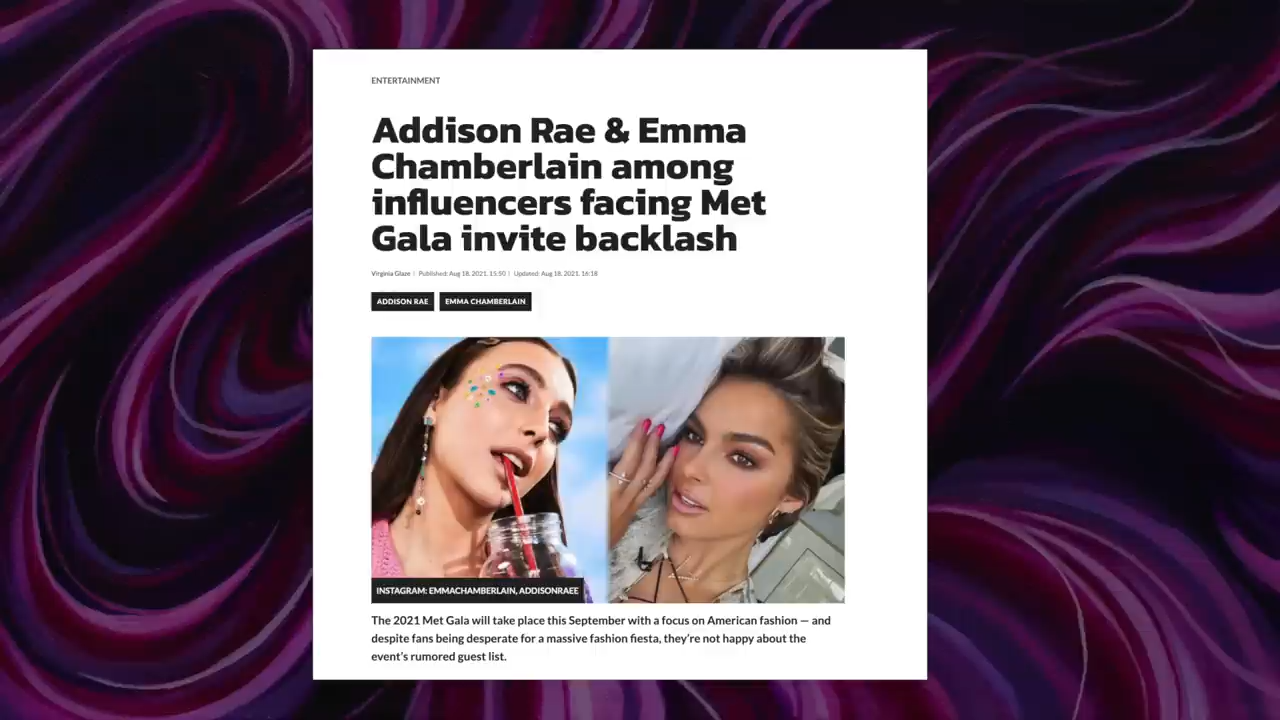 ENTERTAINMENT
Addison Rae & Emma
Chamberlain among
influencers facing Met
Gala invite backlash
Virginia Glaze | Published: Aug 18, 2021, 15:50 | Updated: Aug 18, 2021, 16:18
ADDISON RAE EMMA CHAMBERLAIN
INSTAGRAM: EMMACHAMBERLAIN, ADDISONRAEE
The 2021 Met Gala will take place this September with a focus on American fashion — and
despite fans being desperate for a massive fashion fiesta, they’re not happy about the
event’s rumored guest list.